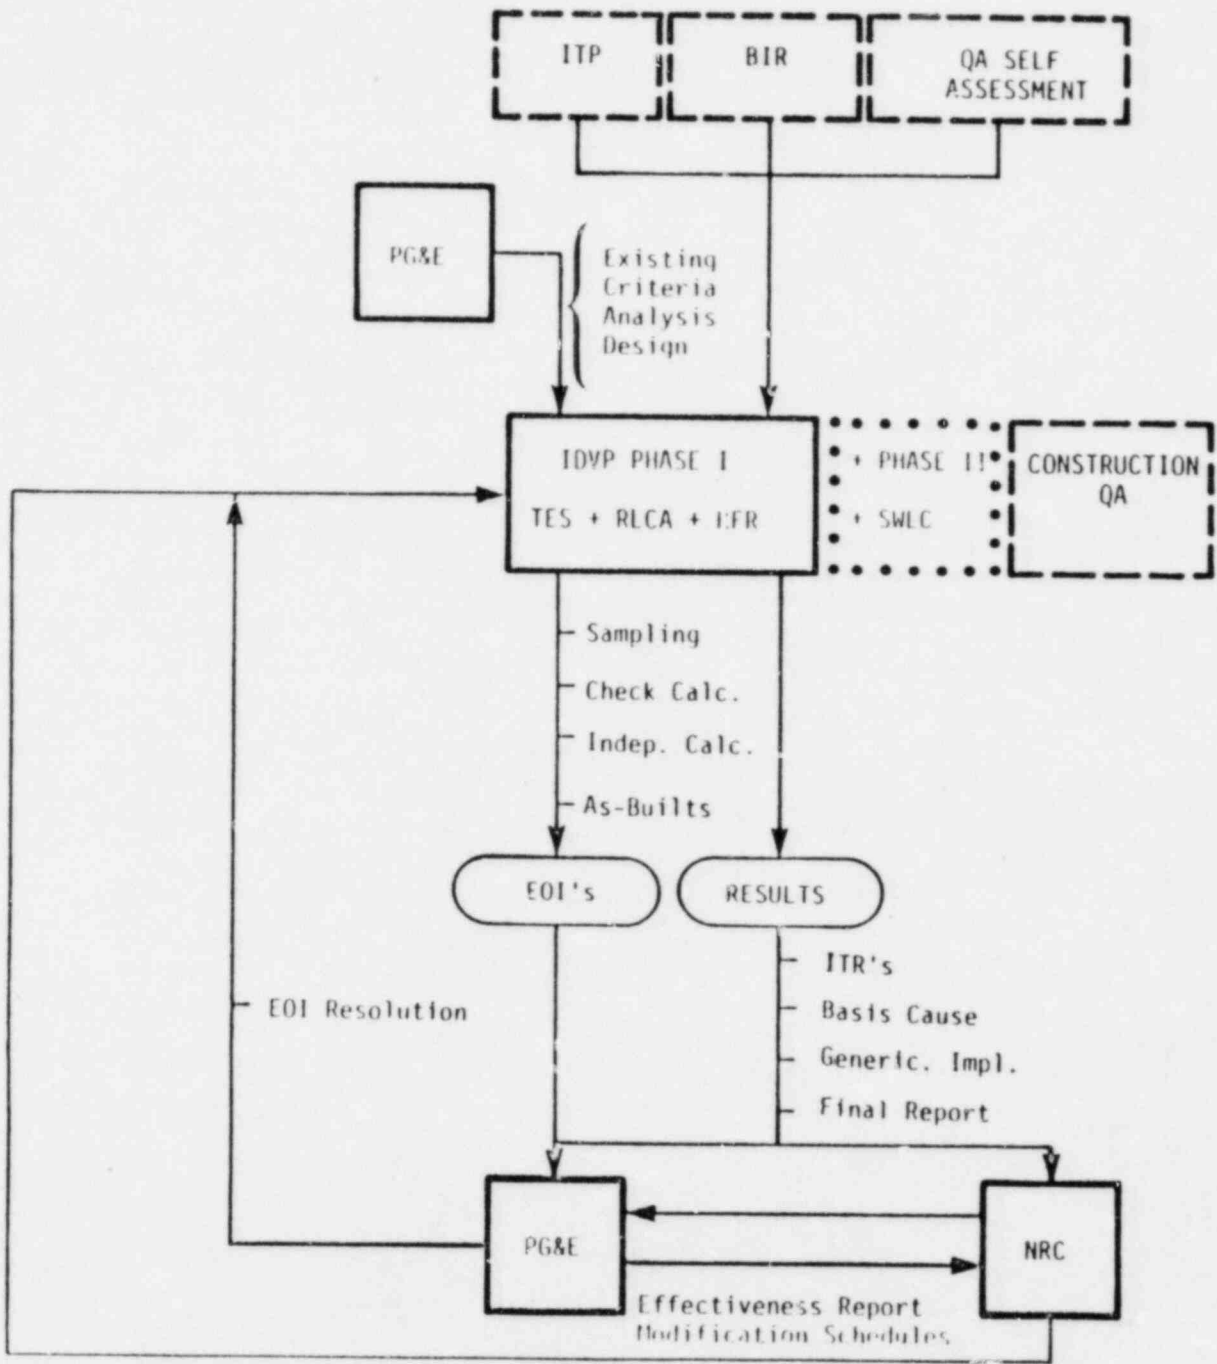 ITP
BIR
QA SELF
ASSESSMENT
PG&E
Existing
Criteria
Analysis
Design
IDVP PHASE I
TES + RLCA + RFR
+ PHASE II
+ SWLC
CONSTRUCTION
QA
Sampling
Check Calc.
Indep. Calc.
As-Builts
EOI's
RESULTS
ITR's
Basis Cause
Generic. Impl.
Final Report
EOI Resolution
PG&E
NRC
Effectiveness Report
Modification Schedules